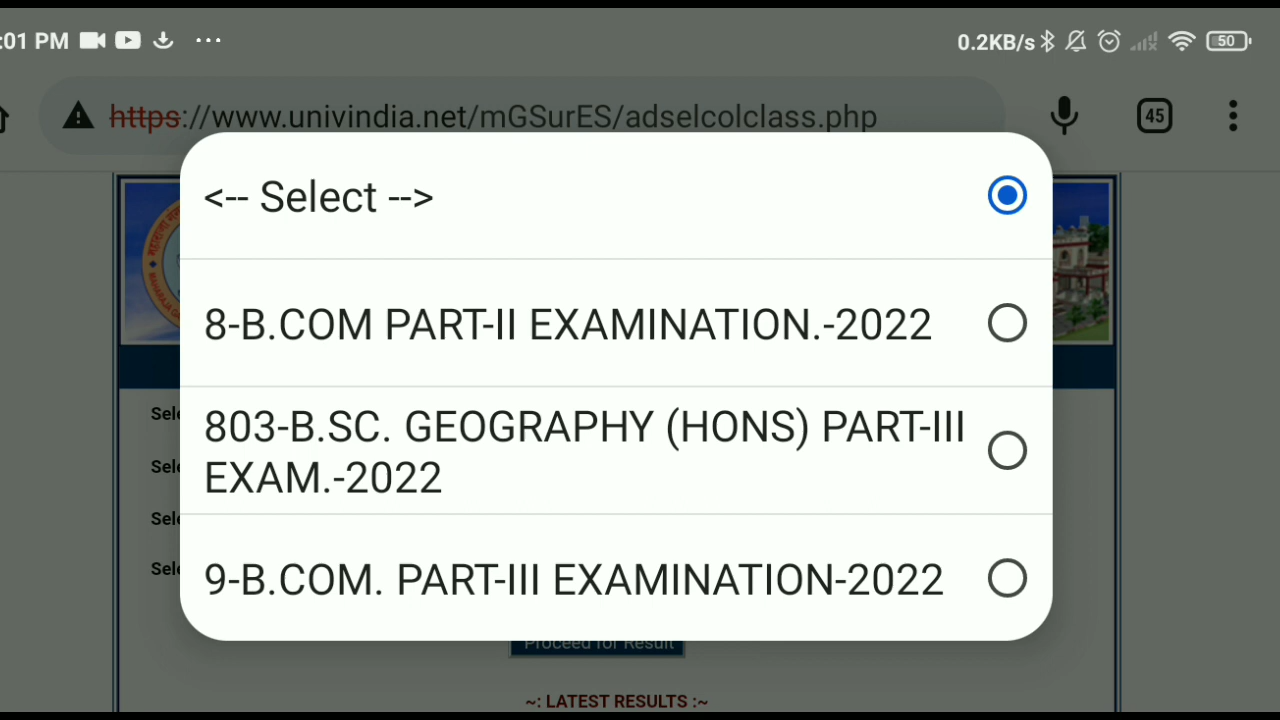 :01 PM ... 0.2KB/s 50
https://www.univindia.net/mGSurES/adselcolclass.php 45
<-- Select -->
8-B.COM PART-II EXAMINATION.-2022
803-B.SC. GEOGRAPHY (HONS) PART-III
EXAM.-2022
9-B.COM. PART-III EXAMINATION-2022
Proceed for Result
~: LATEST RESULTS :~